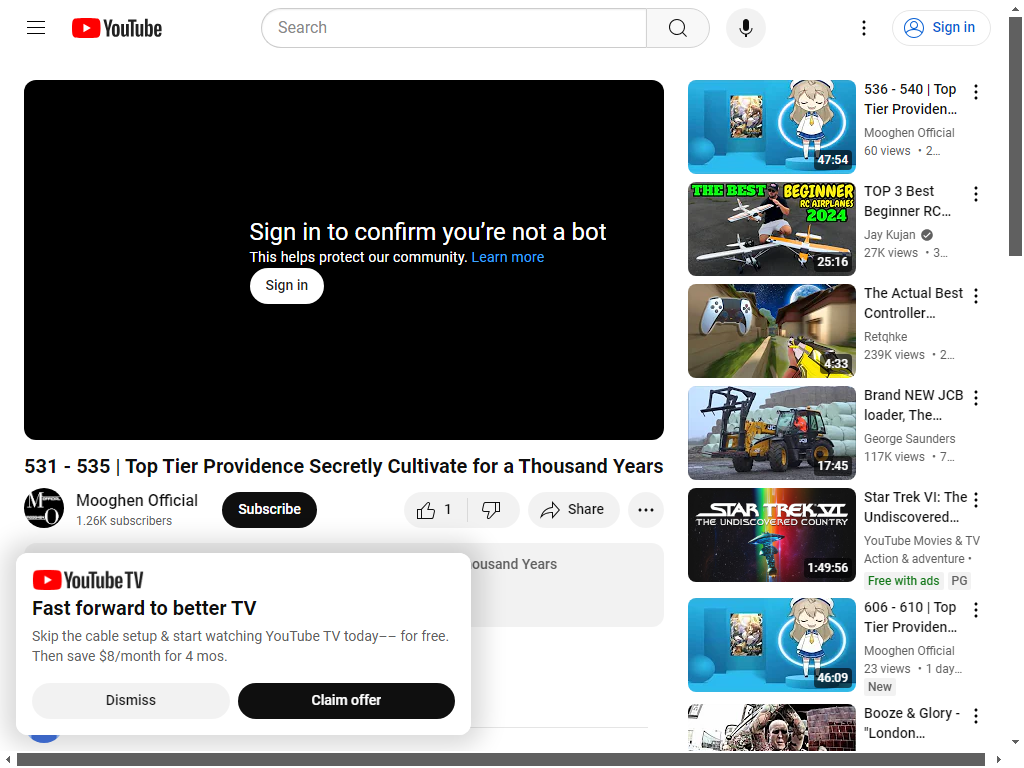 YouTube
Search
Sign in
Sign in to confirm you’re not a bot
This helps protect our community. Learn more
Sign in
531 - 535 | Top Tier Providence Secretly Cultivate for a Thousand Years
Mooghen Official
1.26K subscribers
Subscribe
1
Share
ousand Years
YouTube TV
Fast forward to better TV
Skip the cable setup & start watching YouTube TV today–– for free.
Then save $8/month for 4 mos.
Dismiss
Claim offer
47:54
536 - 540 | Top
Tier Providen...
Mooghen Official
60 views • 2...
THE BEST BEGINNER
RC AIRPLANES
2024
25:16
TOP 3 Best
Beginner RC...
Jay Kujan
27K views • 3...
4:33
The Actual Best
Controller...
Retqhke
239K views • 2...
17:45
Brand NEW JCB
loader, The...
George Saunders
117K views • 7...
STAR TREK VI
THE UNDISCOVERED COUNTRY
1:49:56
Star Trek VI: The
Undiscovered...
YouTube Movies & TV
Action & adventure •
Free with ads
PG
46:09
606 - 610 | Top
Tier Providen...
Mooghen Official
23 views • 1 day...
New
Booze & Glory -
"London...